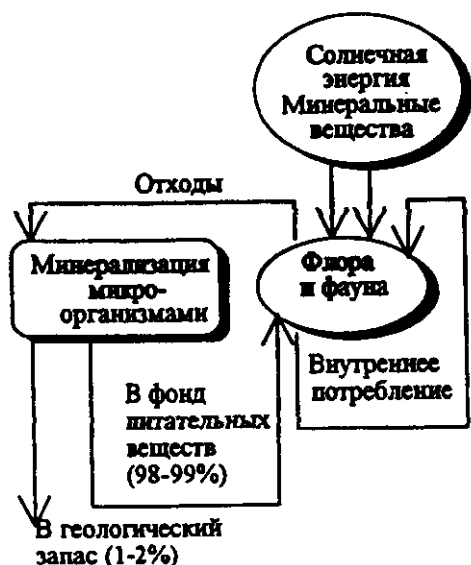 Солнечная
энергия
Минеральные
вещества
Отходы
Минерализация
микро-
организмами
Флора
и фауна
Внутреннее
потребление
В фонд
питательных
веществ
(98-99%)
В геологический
запас (1-2%)